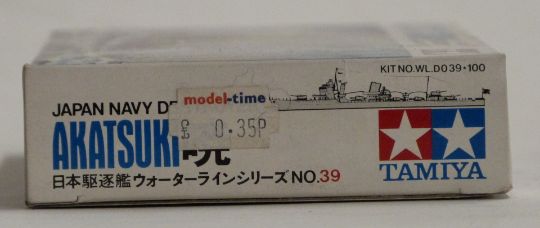 KIT NO. WL.D039*100
JAPAN NAVY D
model-time
£ 0.35P
AKATSUKI 暁
日本駆逐艦ウォーターラインシリーズ NO.39
TAMIYA